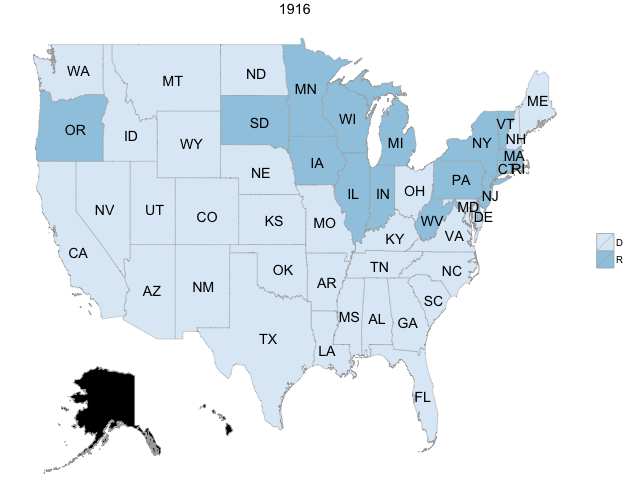 1916
WA
MT
ND
MN
ME
OR
ID
SD
WI
MI
NY
VT
NH
WY
IA
MA
CT
RI
NE
PA
NV
UT
CO
IL
IN
OH
NJ
MD
DE
WV
VA
KS
MO
KY
CA
AZ
NM
OK
AR
TN
NC
SC
MS
AL
GA
TX
LA
FL
D
R